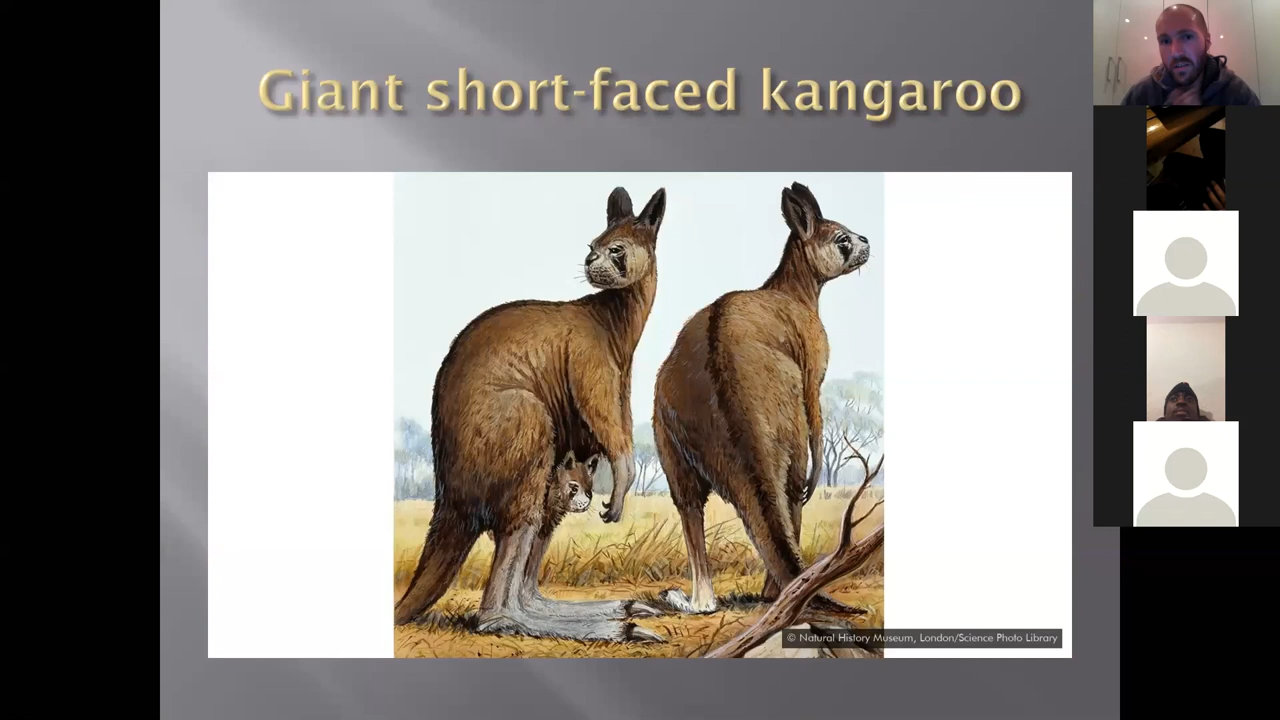 Giant short-faced kangaroo
© Natural History Museum, London/Science Photo Library